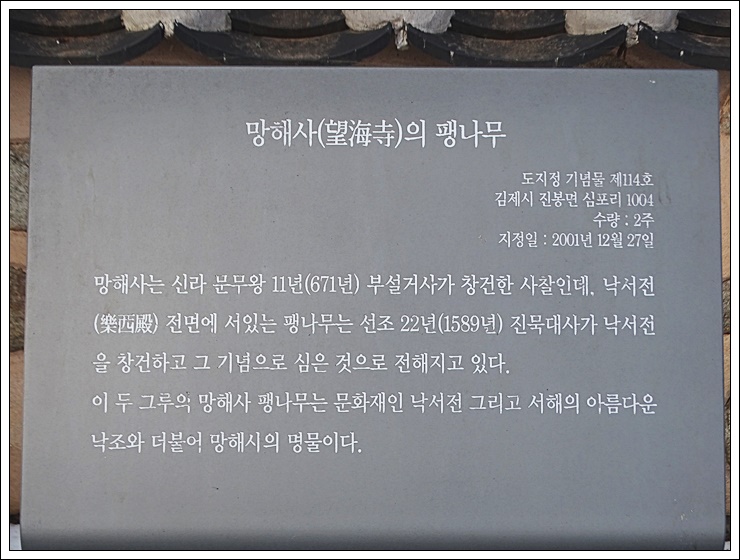 망해사(望海寺)의 팽나무
도지정 기념물 제114호
김제시 진봉면 심포리 1004
수량 : 2주
지정일 : 2001년 12월 27일
망해사는 신라 문무왕 11년(671년) 부설거사가 창건한 사찰인데, 낙서전
(樂西殿) 전면에 서있는 팽나무는 선조 22년(1589년) 진묵대사가 낙서전
을 창건하고 그 기념으로 심은 것으로 전해지고 있다.
이 두 그루의 망해사 팽나무는 문화재인 낙서전 그리고 서해의 아름다운
낙조와 더불어 망해시의 명물이다.